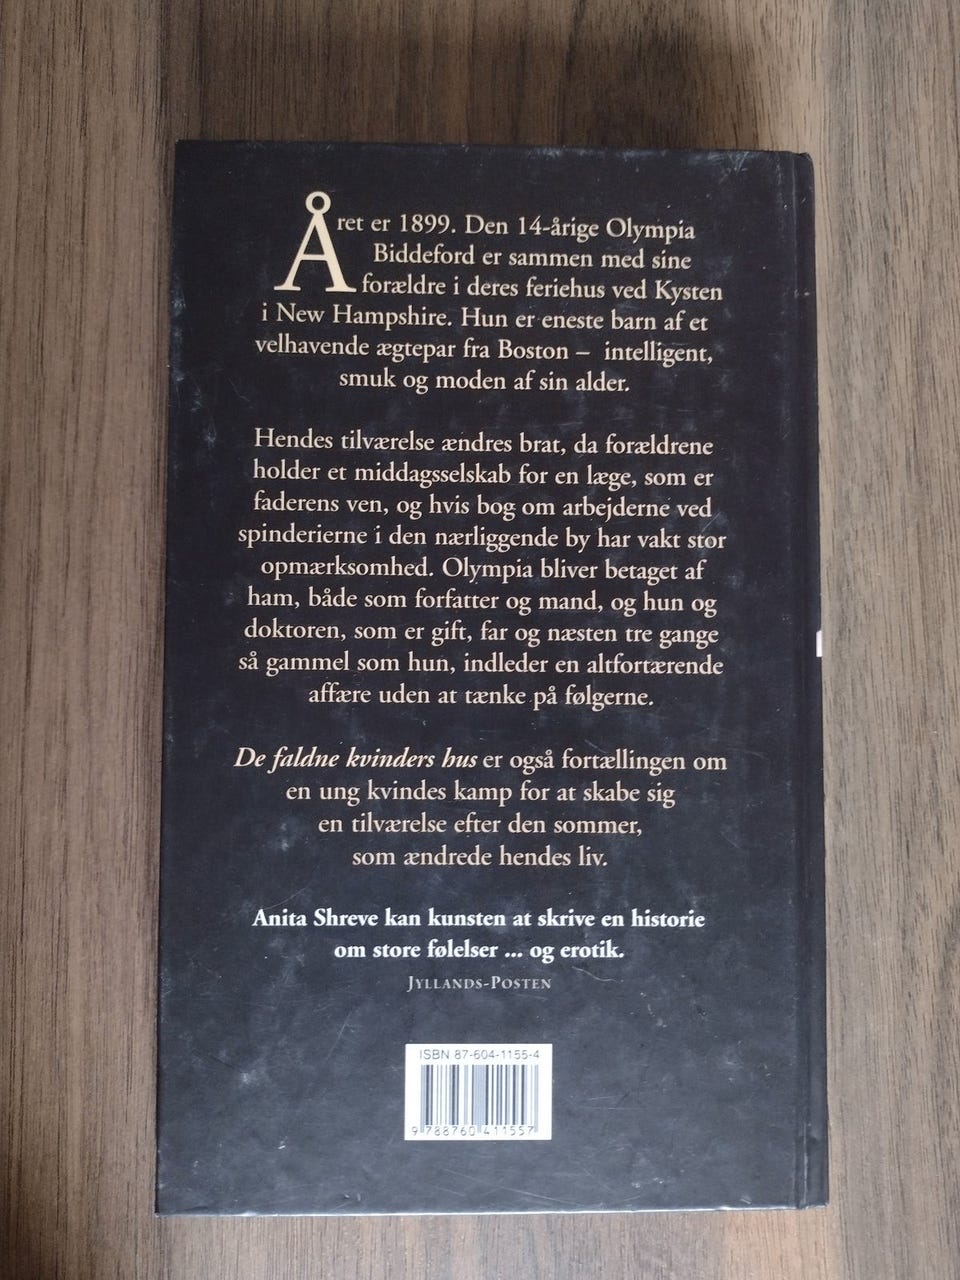 Året er 1899. Den 14-årige Olympia
Biddeford er sammen med sine
forældre i deres feriehus ved Kysten
i New Hampshire. Hun er eneste barn af et
velhavende ægtepar fra Boston – intelligent,
smuk og moden af sin alder.
Hendes tilværelse ændres brat, da forældrene
holder et middagsselskab for en læge, som er
faderens ven, og hvis bog om arbejderne ved
spinderierne i den nærliggende by har vakt stor
opmærksomhed. Olympia bliver betaget af
ham, både som forfatter og mand, og hun og
doktoren, som er gift, far og næsten tre gange
så gammel som hun, indleder en altfortærende
affære uden at tænke på følgerne.
De faldne kvinders hus er også fortællingen om
en ung kvindes kamp for at skabe sig
en tilværelse efter den sommer,
som ændrede hendes liv.
Anita Shreve kan kunsten at skrive en historie
om store følelser ... og erotik.
JYLLANDS-POSTEN
ISBN 87-604-1155-4
9 788760 411557